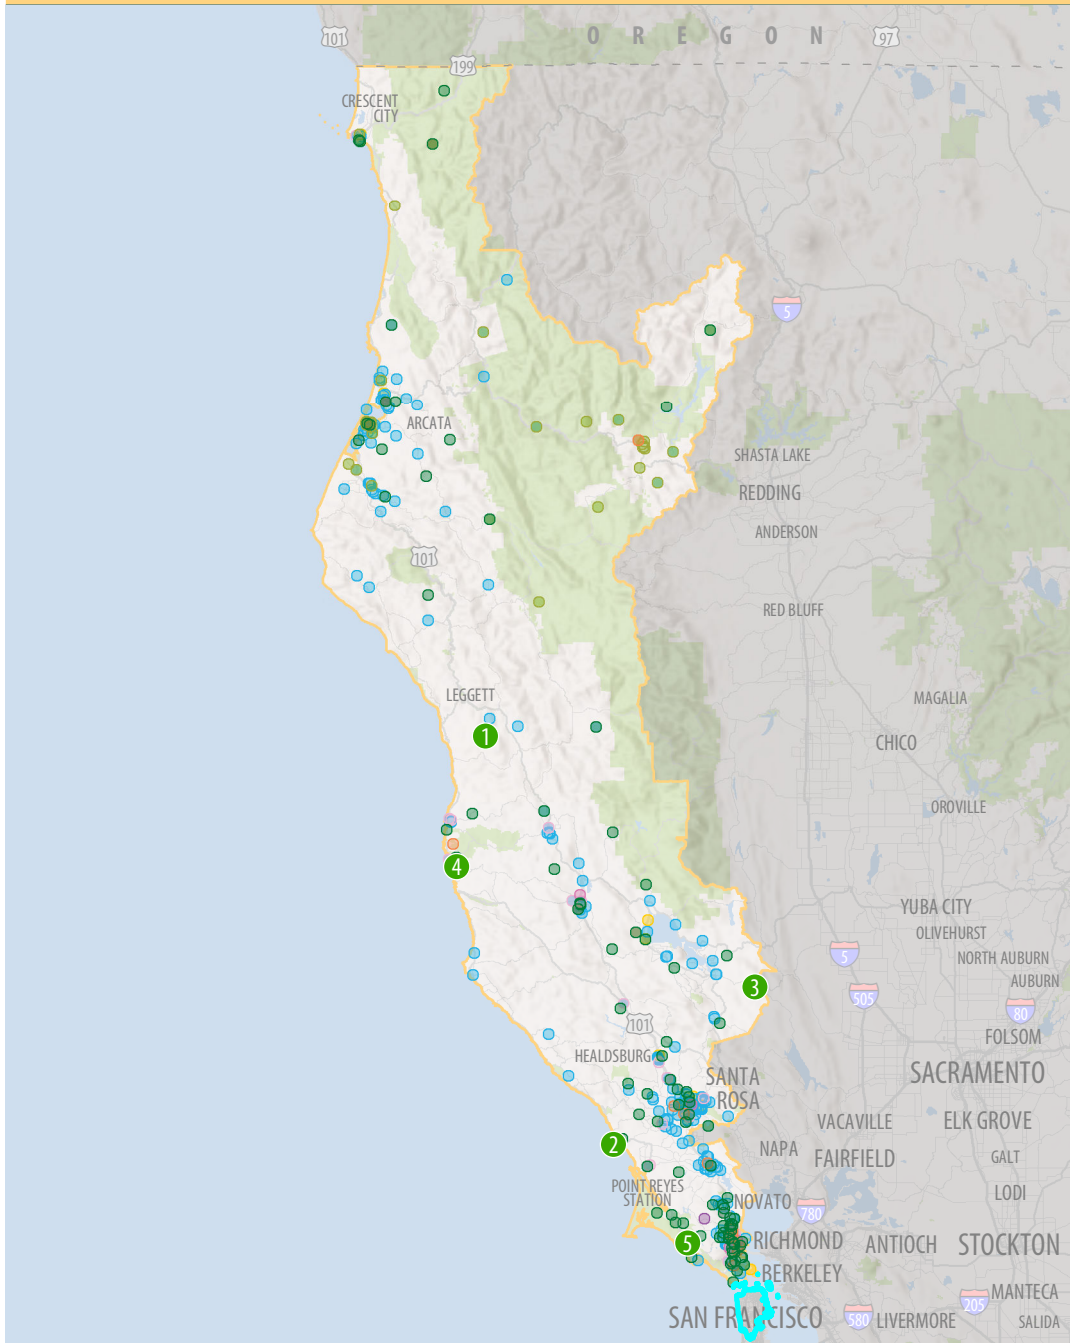 101
O R E G O N
97
199
CRESCENT
CITY
5
ARCATA
SHASTA LAKE
REDDING
ANDERSON
101
RED BLUFF
LEGGETT
MAGALIA
1
CHICO
OROVILLE
4
YUBA CITY
OLIVEHURST
5
NORTH AUBURN
AUBURN
3
505
80
101
FOLSOM
HEALDSBURG
SACRAMENTO
SANTA
ROSA
VACAVILLE
ELK GROVE
2
NAPA
FAIRFIELD
GALT
POINT REYES
STATION
LODI
NOVATO
780
5
RICHMOND
ANTIOCH
STOCKTON
BERKELEY
MANTECA
205
SAN FRANCISCO
580
LIVERMORE
SALIDA